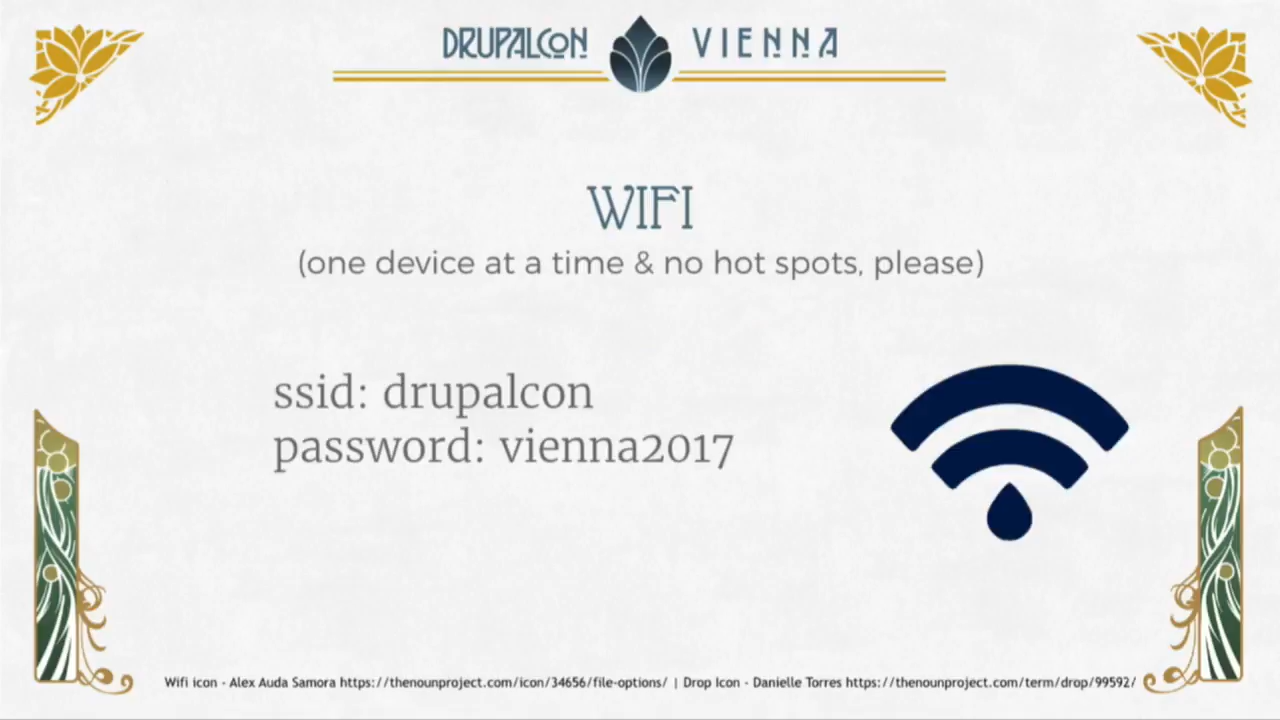 DRUPALCON VIENNA
WIFI
(one device at a time & no hot spots, please)
ssid: drupalcon
password: vienna2017
Wifi icon - Alex Auda Samora https://thenounproject.com/icon/34656/file-options/ | Drop Icon - Danielle Torres https://thenounproject.com/term/drop/99592/